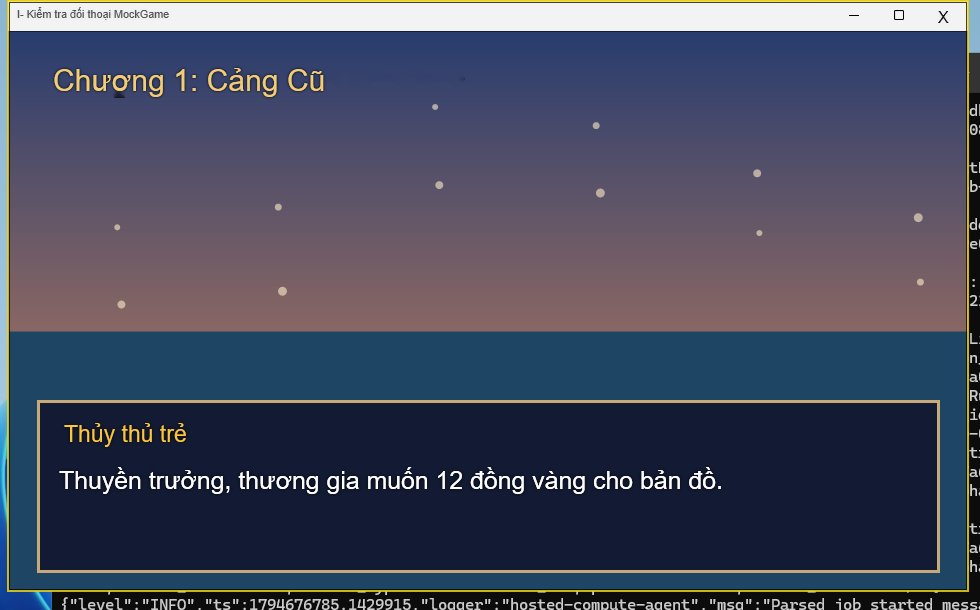 I- Kiểm tra đối thoại MockGame
Chương 1: Cảng Cũ
Thủy thủ trẻ
Thuyền trưởng, thương gia muốn 12 đồng vàng cho bản đồ.
{"level":"INFO","ts":1794676785.1429915,"logger":"hosted-compute-agent","msg":"Parsed job started mes